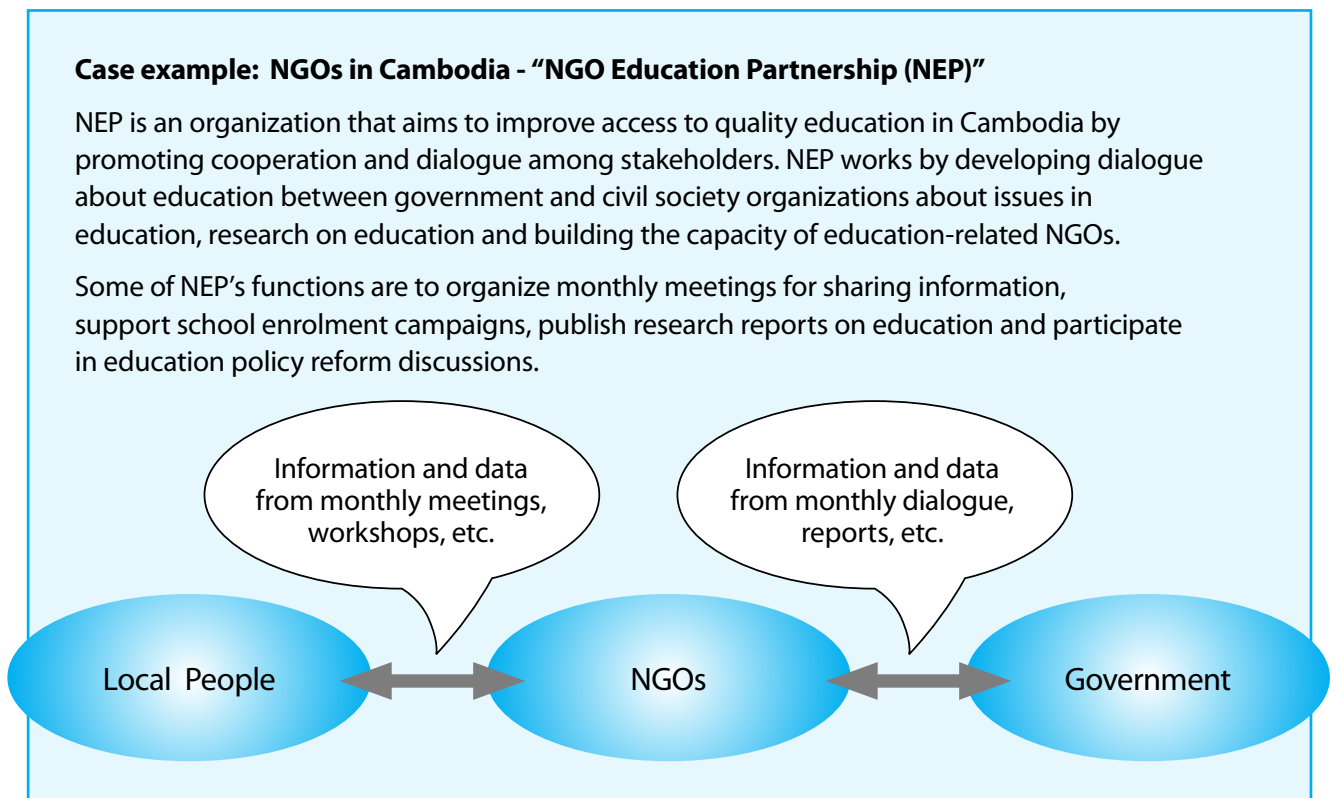 Case example: NGOs in Cambodia - “NGO Education Partnership (NEP)”
NEP is an organization that aims to improve access to quality education in Cambodia by
promoting cooperation and dialogue among stakeholders. NEP works by developing dialogue
about education between government and civil society organizations about issues in
education, research on education and building the capacity of education-related NGOs.
Some of NEP’s functions are to organize monthly meetings for sharing information,
support school enrolment campaigns, publish research reports on education and participate
in education policy reform discussions.
Information and data
from monthly meetings,
workshops, etc.
Information and data
from monthly dialogue,
reports, etc.
Local People
NGOs
Government